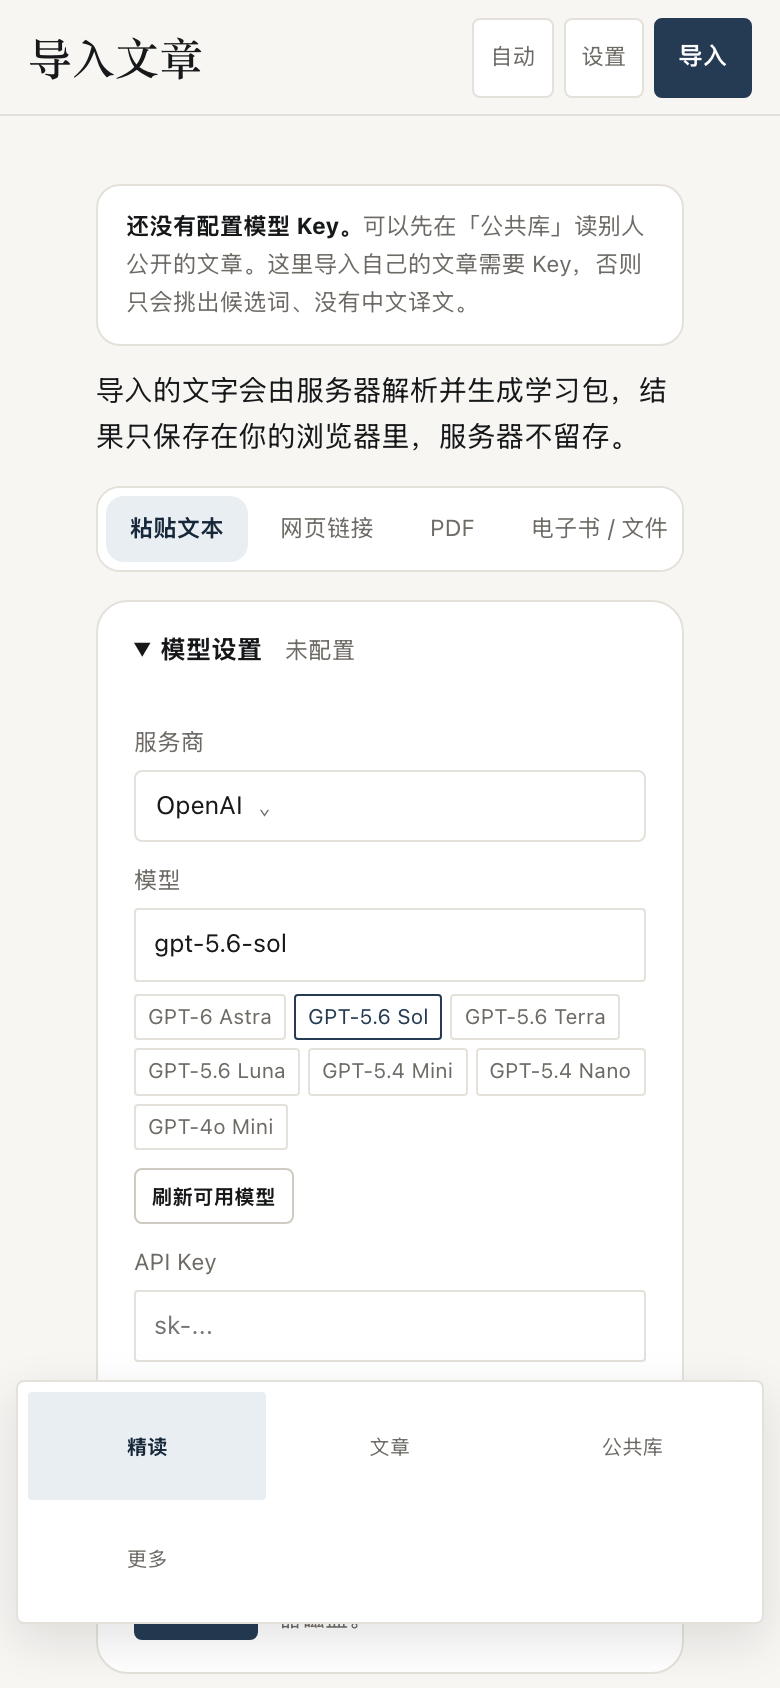 导入文章
自动
设置
导入
还没有配置模型 Key。可以先在「公共库」读别人
公开的文章。这里导入自己的文章需要 Key，否则
只会挑出候选词、没有中文译文。
导入的文字会由服务器解析并生成学习包，结
果只保存在你的浏览器里，服务器不留存。
粘贴文本
网页链接
PDF
电子书 / 文件
▼ 模型设置 未配置
服务商
OpenAI
模型
gpt-5.6-sol
GPT-6 Astra
GPT-5.6 Sol
GPT-5.6 Terra
GPT-5.6 Luna
GPT-5.4 Mini
GPT-5.4 Nano
GPT-4o Mini
刷新可用模型
API Key
sk-...
精读
文章
公共库
更多